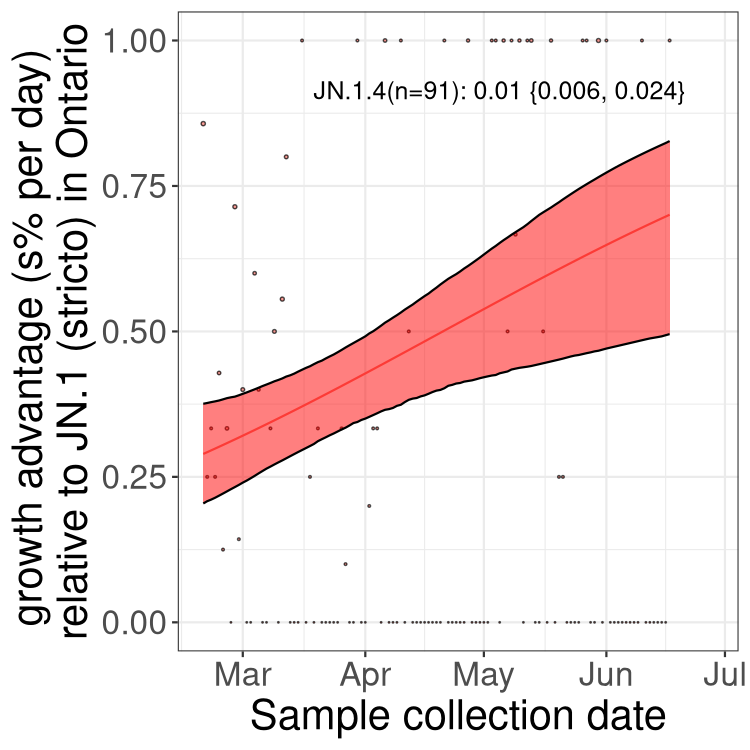 growth advantage (s% per day)
relative to JN.1 (stricto) in Ontario
1.00
0.75
0.50
0.25
0.00
JN.1.4(n=91): 0.01 {0.006, 0.024}
Mar Apr May Jun Jul
Sample collection date